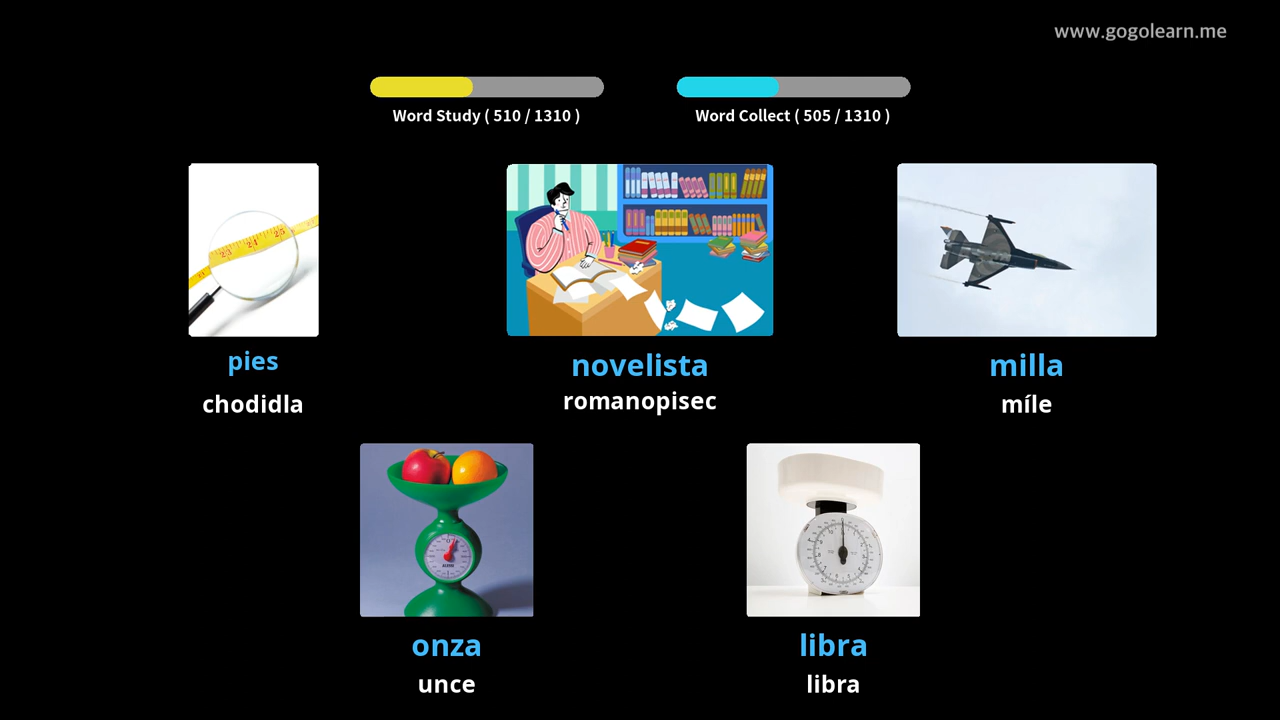 www.gogolearn.me
Word Study ( 510 / 1310 )
Word Collect ( 505 / 1310 )
pies
chodidla
novelista
romanopisec
milla
míle
onza
unce
libra
libra